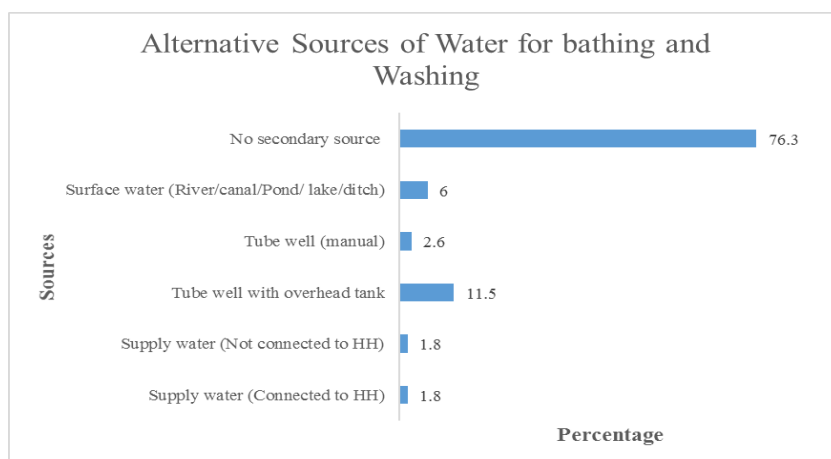 Alternative Sources of Water for bathing and
Washing
No secondary source 76.3
Surface water (River/canal/Pond/ lake/ditch) 6
Tube well (manual) 2.6
Tube well with overhead tank 11.5
Supply water (Not connected to HH) 1.8
Supply water (Connected to HH) 1.8
Sources
Percentage